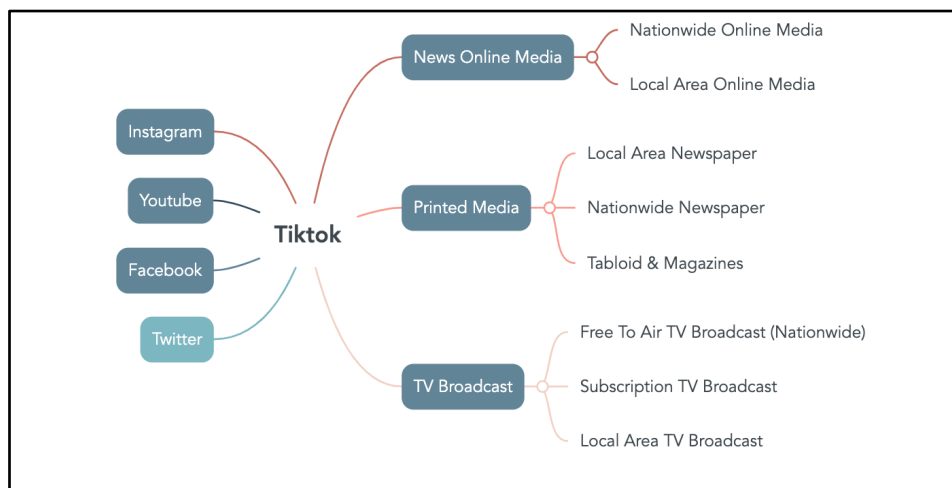 Instagram
Youtube
Facebook
Twitter
Tiktok
News Online Media
Nationwide Online Media
Local Area Online Media
Printed Media
Local Area Newspaper
Nationwide Newspaper
Tabloid & Magazines
TV Broadcast
Free To Air TV Broadcast (Nationwide)
Subscription TV Broadcast
Local Area TV Broadcast